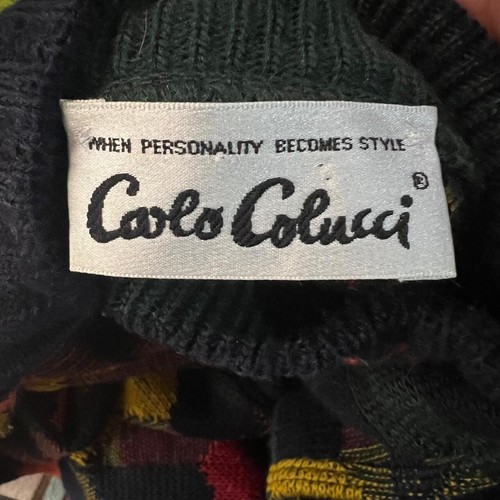 WHEN PERSONALITY BECOMES STYLE
Carlo Colucci®